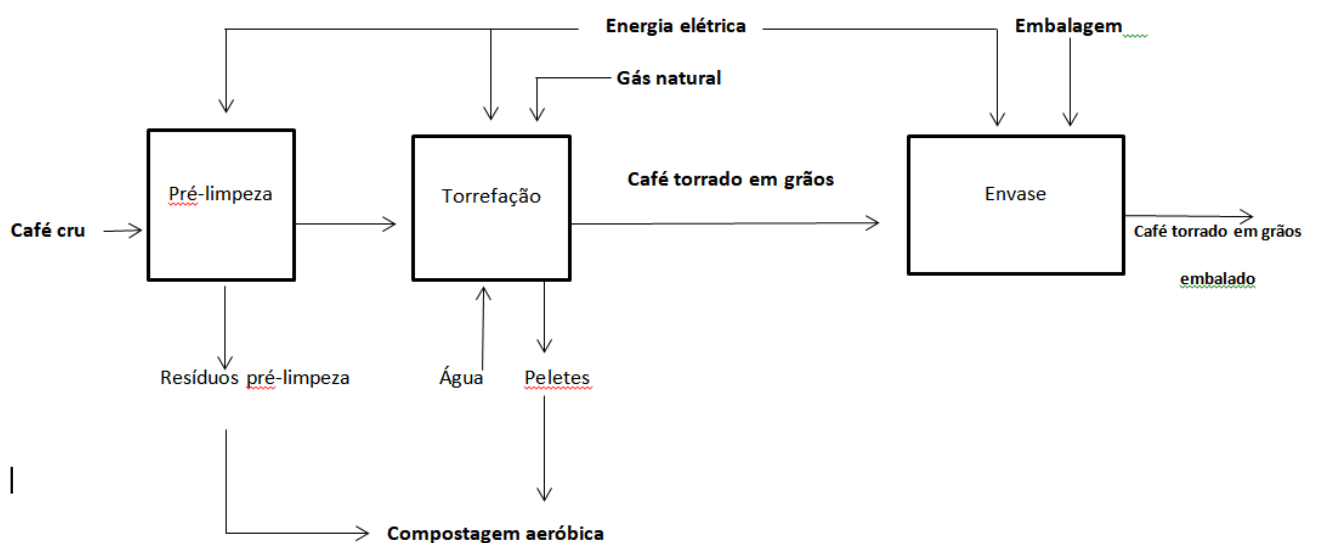 Energia elétrica
Embalagem
Gás natural
Pré-limpeza
Torrefação
Café torrado em grãos
Envase
Café cru
Café torrado em grãos
embalado
Resíduos pré-limpeza
Água
Peletes
Compostagem aeróbica